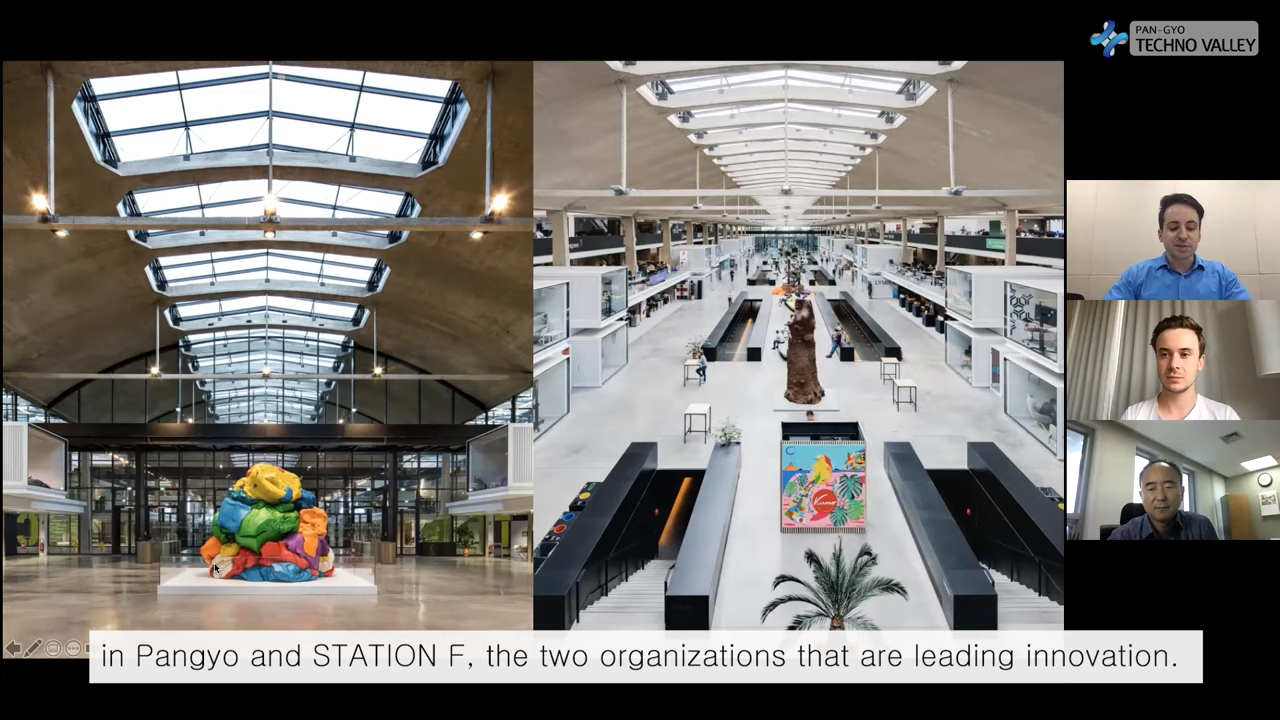 PAN-GYO
TECHNO VALLEY
in Pangyo and STATION F, the two organizations that are leading innovation.